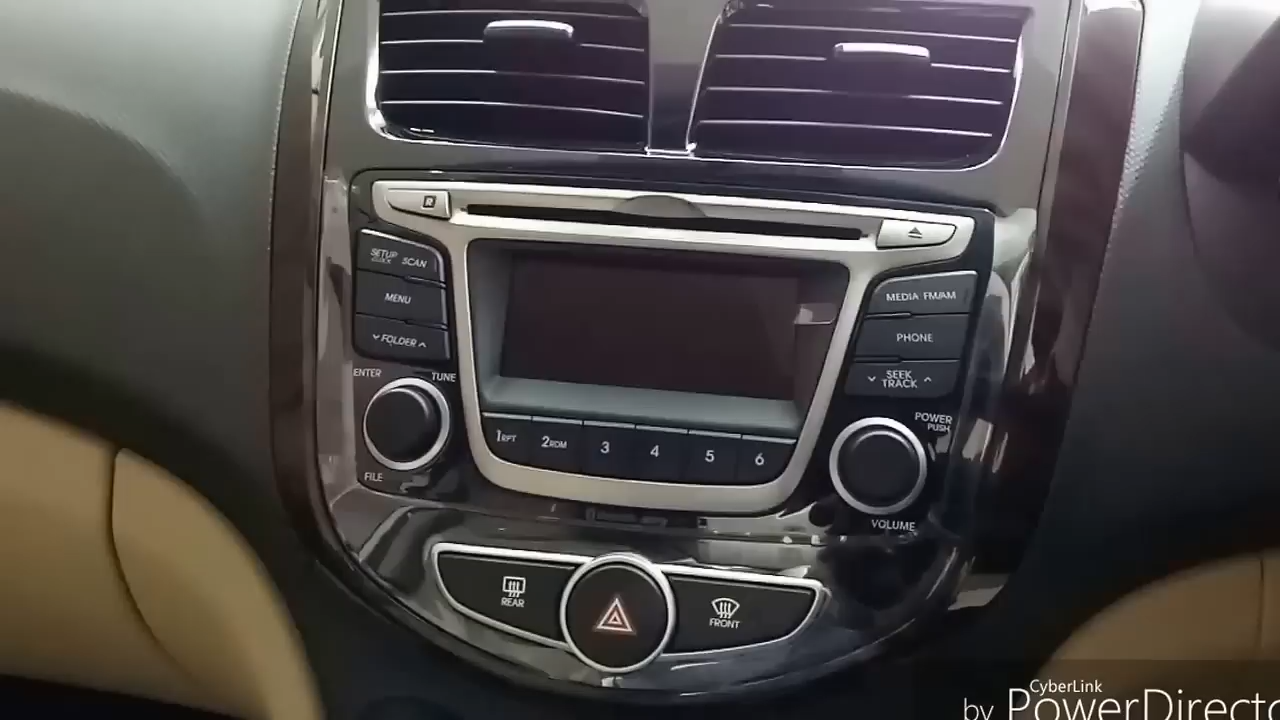 SETUP SCAN
CLOCK
MENU
FOLDER
ENTER
TUNE
FILE
1RPT
2RDM
3
4
5
6
MEDIA FM/AM
PHONE
SEEK
TRACK
POWER
PUSH
VOLUME
REAR
FRONT
CyberLink
by PowerDirecto